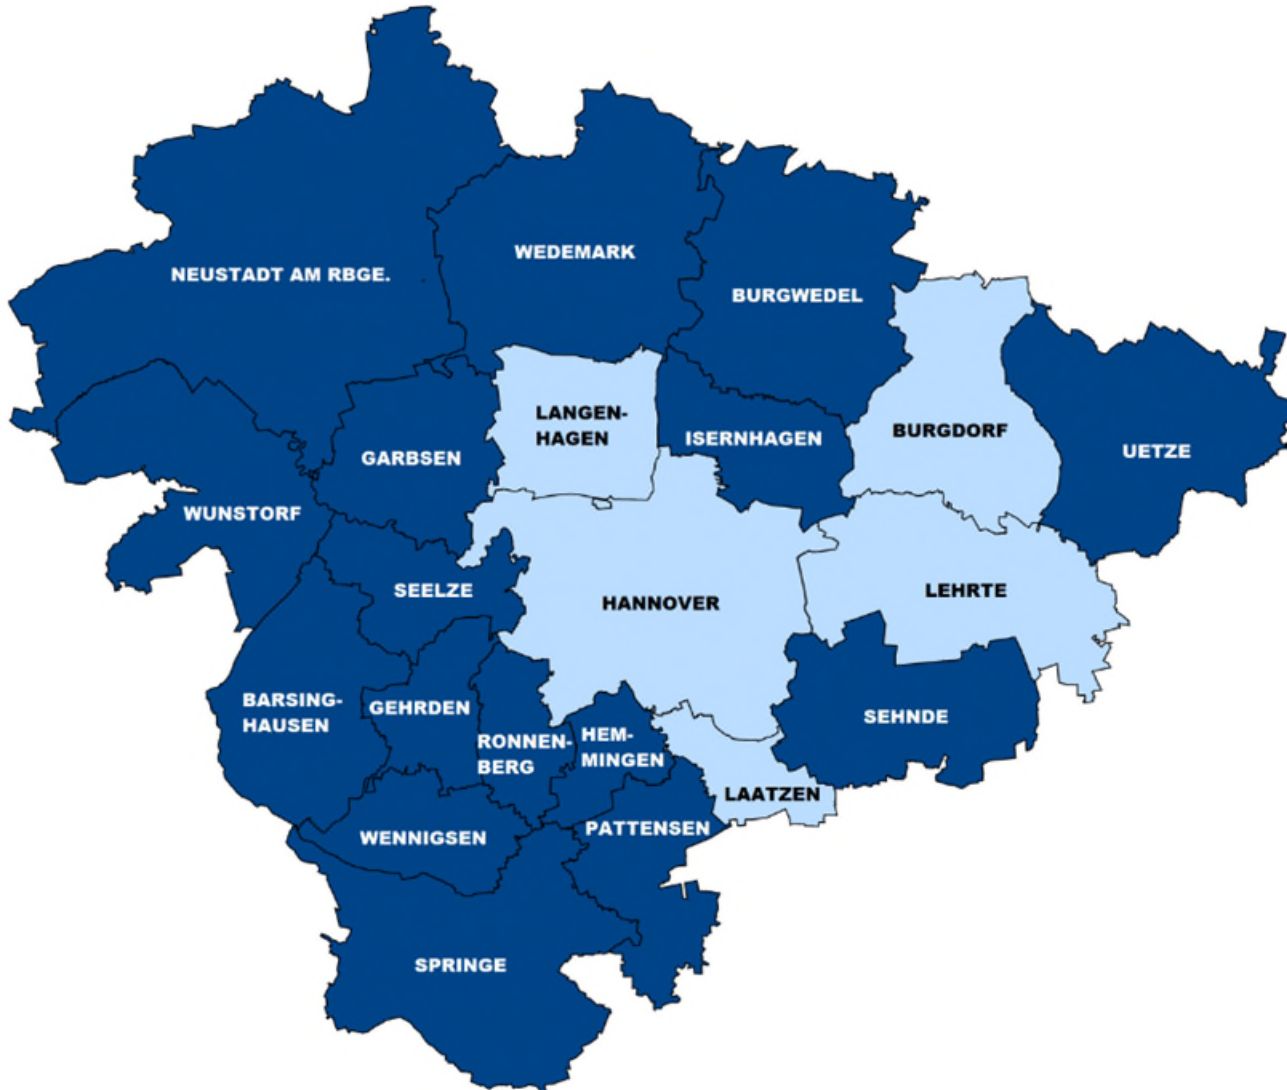 WEDEMARK
NEUSTADT AM RBGE.
BURGWEDEL
LANGEN-
HAGEN
ISERNHAGEN
BURGDORF
UETZE
GARBSEN
WUNSTORF
SEELZE
HANNOVER
LEHRTE
BARSING-
HAUSEN
GEHRDEN
RONNEN-
BERG
HEM-
MINGEN
SEHNDE
LAATZEN
WENNIGSEN
PATTENSEN
SPRINGE